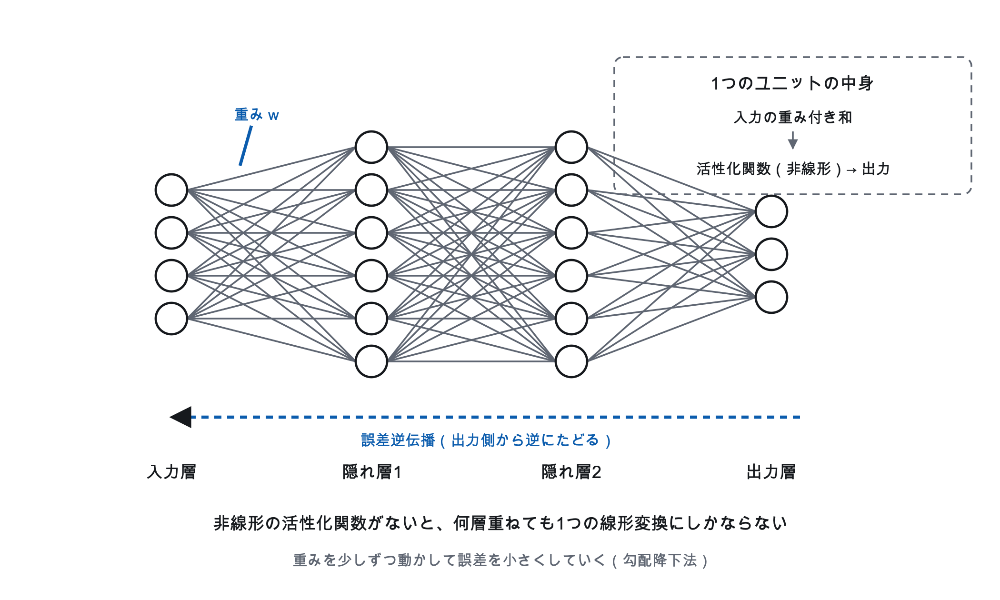 1つのユニットの中身
入力の重み付き和
活性化関数(非線形)→出力
重み w
誤差逆伝播(出力側から逆にたどる)
入力層
隠れ層1
隠れ層2
出力層
非線形の活性化関数がないと、何層重ねても1つの線形変換にしかならない
重みを少しずつ動かして誤差を小さくしていく(勾配降下法)